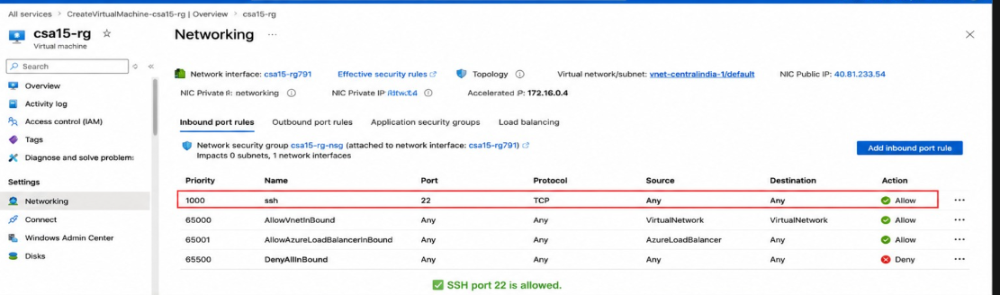 All services > CreateVirtualMachine-csa15-rg | Overview > csa15-rg
csa15-rg
Virtual machine
Search
Overview
Activity log
Access control (IAM)
Tags
Diagnose and solve problem:
Settings
Networking
Connect
Windows Admin Center
Disks
Networking
Network interface: csa15-rg791 Effective security rules Topology Virtual network/subnet: vnet-centralindia-1/default NIC Public IP: 40.81.233.54
NIC Private networking NIC Private IP Accelerated 172.16.0.4
Inbound port rules Outbound port rules Application security groups Load balancing
Network security group csa15-rg-nsg (attached to network interface: csa15-rg791)
Impacts 0 subnets, 1 network interfaces
Add inbound port rule
Priority Name Port Protocol Source Destination Action
1000 ssh 22 TCP Any Any Allow
65000 AllowVnetInBound Any Any VirtualNetwork VirtualNetwork Allow
65001 AllowAzureLoadBalancerInBound Any Any AzureLoadBalancer Any Allow
65500 DenyAllInBound Any Any Any Any Deny
SSH port 22 is allowed.